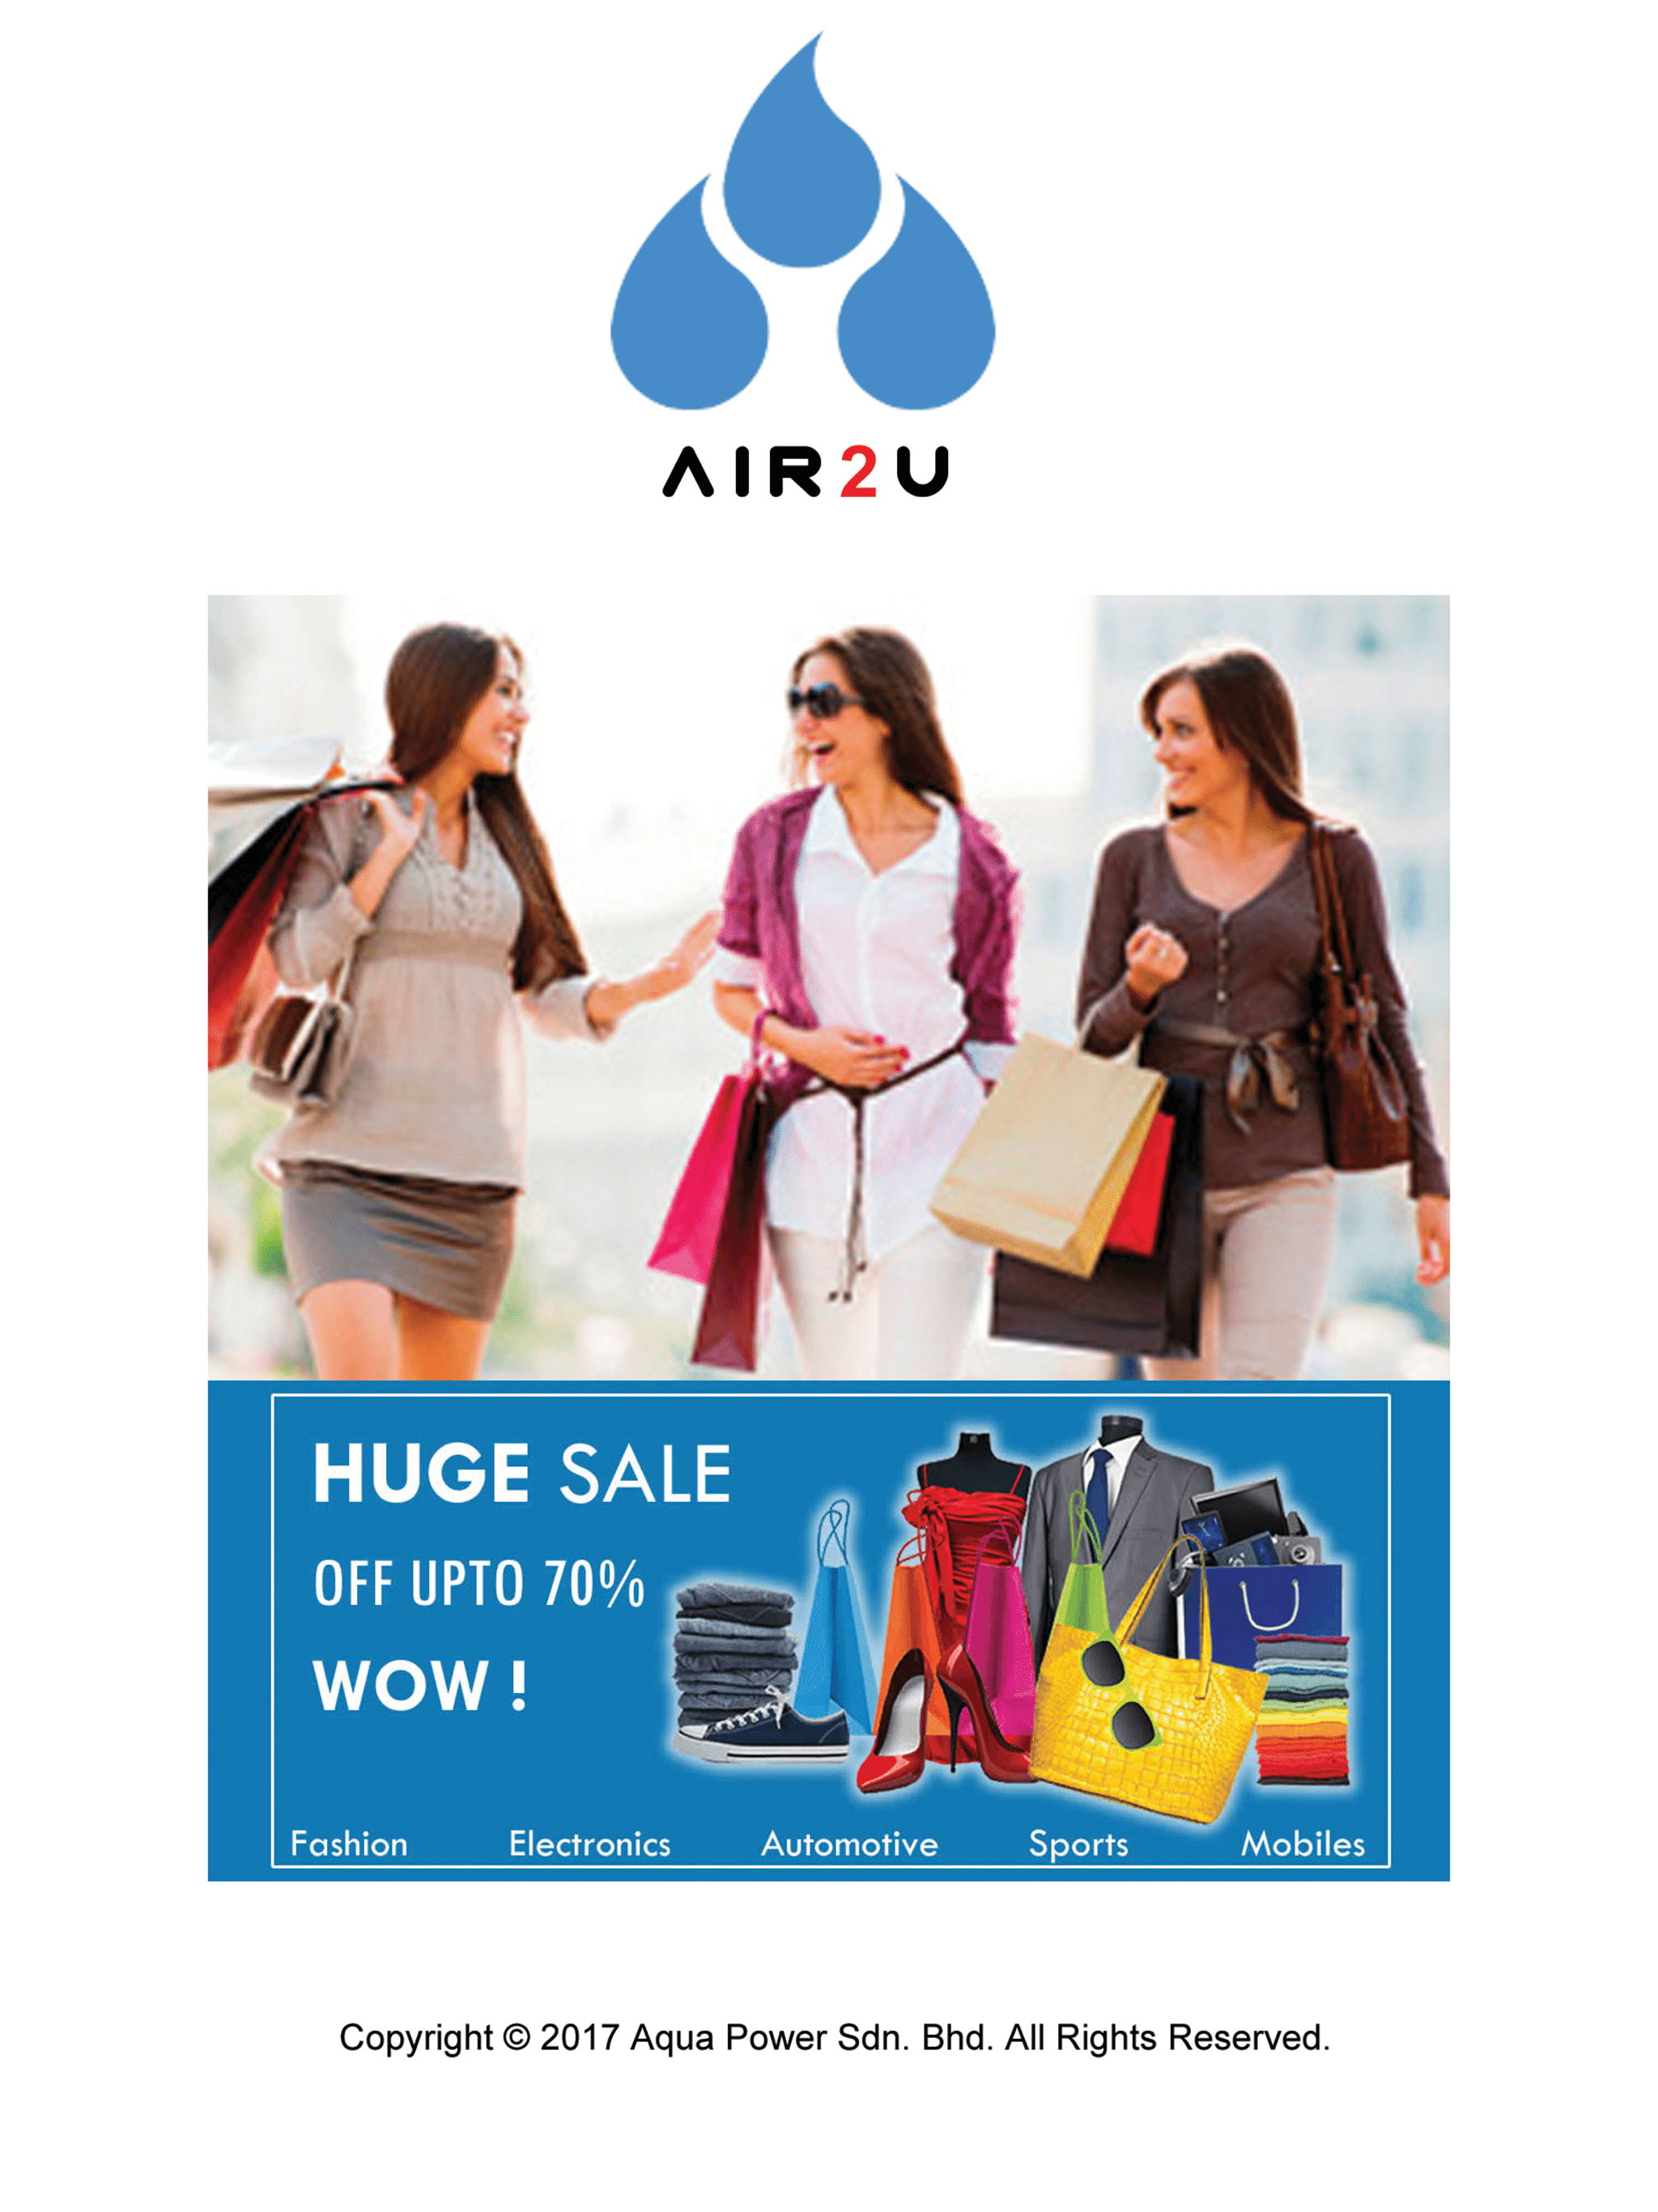 AIR2U
HUGE SALE
OFF UPTO 70%
WOW !
Fashion Electronics Automotive Sports Mobiles
Copyright © 2017 Aqua Power Sdn. Bhd. All Rights Reserved.